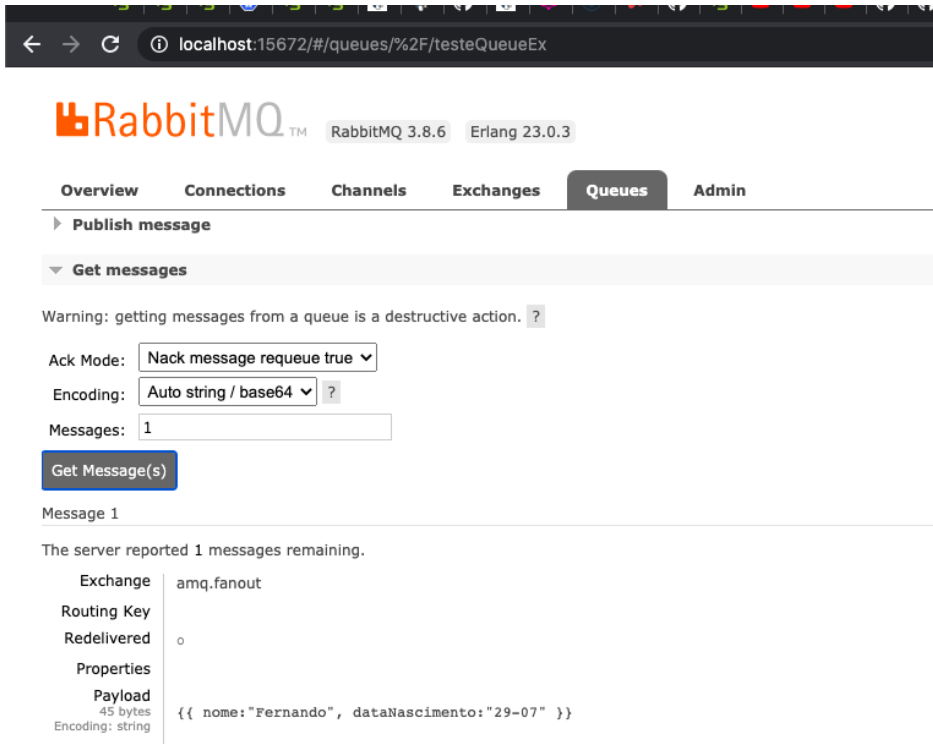 localhost:15672/#/queues/%2F/testeQueueEx
RabbitMQ TM RabbitMQ 3.8.6 Erlang 23.0.3
Overview Connections Channels Exchanges Queues Admin
Publish message
Get messages
Warning: getting messages from a queue is a destructive action. ?
Ack Mode: Nack message requeue true
Encoding: Auto string / base64 ?
Messages: 1
Get Message(s)
Message 1
The server reported 1 messages remaining.
Exchange amq.fanout
Routing Key
Redelivered ○
Properties
Payload
45 bytes {{ nome:"Fernando", dataNascimento:"29-07" }}
Encoding: string